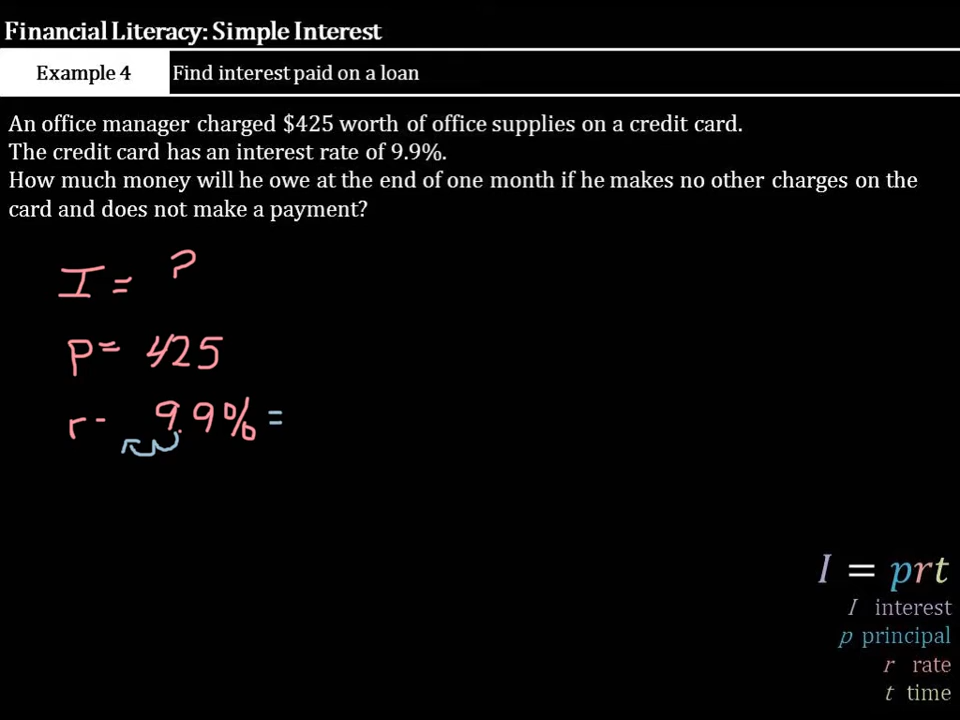 Financial Literacy: Simple Interest
Example 4
Find interest paid on a loan
An office manager charged $425 worth of office supplies on a credit card.
The credit card has an interest rate of 9.9%.
How much money will he owe at the end of one month if he makes no other charges on the
card and does not make a payment?
I = ?
P = 425
r - 9.9% =
I = prt
I interest
p principal
r rate
t time